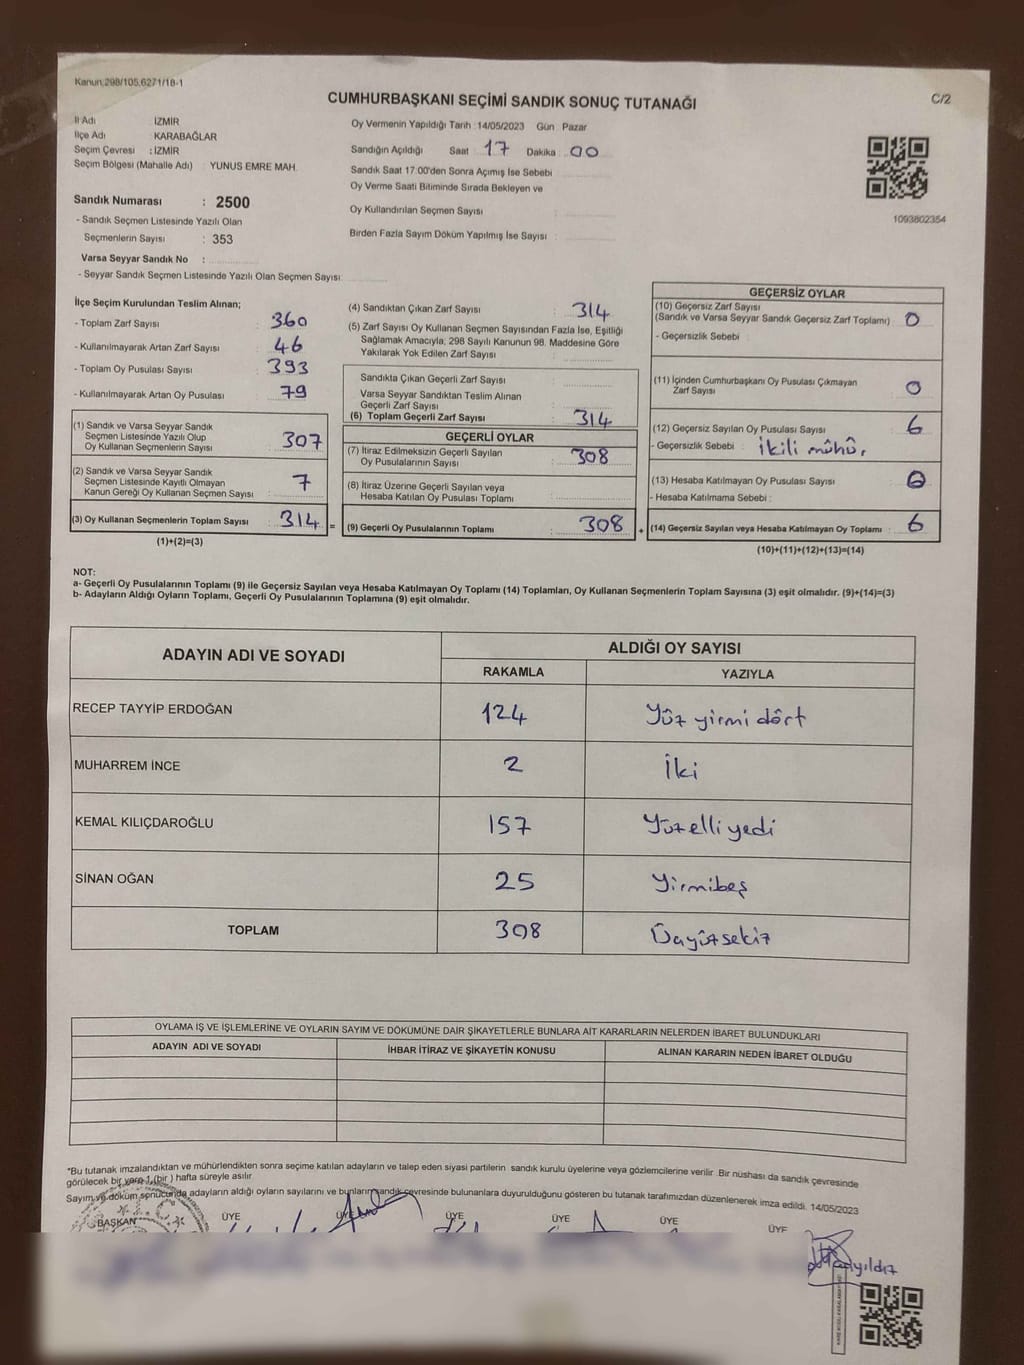 Kanun:298/105,6271/18-1
CUMHURBAŞKANI SEÇİMİ SANDIK SONUÇ TUTANAĞI
C/2
İl Adı İZMİR
İlçe Adı : KARABAĞLAR
Seçim Çevresi : İZMİR
Seçim Bölgesi (Mahalle Adı) : YUNUS EMRE MAH.
Sandık Numarası : 2500
- Sandık Seçmen Listesinde Yazılı Olan
Seçmenlerin Sayısı : 353
Varsa Seyyar Sandık No :
- Seyyar Sandık Seçmen Listesinde Yazılı Olan Seçmen Sayısı:
Oy Vermenin Yapıldığı Tarih :14/05/2023 Gün Pazar
Sandığın Açıldığı Saat 17 Dakika 00
Sandık Saat 17:00'den Sonra Açımış İse Sebebi
Oy Verme Saati Bitiminde Sırada Bekleyen ve
Oy Kullandırılan Seçmen Sayısı :
Birden Fazla Sayım Döküm Yapılmış İse Sayısı :
1093802354
İlçe Seçim Kurulundan Teslim Alınan;
- Toplam Zarf Sayısı : 360
- Kullanılmayarak Artan Zarf Sayısı : 46
- Toplam Oy Pusulası Sayısı : 393
- Kullanılmayarak Artan Oy Pusulası : 79
(1) Sandık ve Varsa Seyyar Sandık
Seçmen Listesinde Yazılı Olup
Oy Kullanan Seçmenlerin Sayısı : 307
(2) Sandık ve Varsa Seyyar Sandık
Seçmen Listesinde Kayıtlı Olmayan
Kanun Gereği Oy Kullanan Seçmen Sayısı : 7
(3) Oy Kullanan Seçmenlerin Toplam Sayısı : 314 =
(1)+(2)=(3)
(4) Sandıktan Çıkan Zarf Sayısı : 314
(5) Zarf Sayısı Oy Kullanan Seçmen Sayısından Fazla İse, Eşitliği
Sağlamak Amacıyla; 298 Sayılı Kanunun 98. Maddesine Göre
Yakılarak Yok Edilen Zarf Sayısı :
Sandıkta Çıkan Geçerli Zarf Sayısı :
Varsa Seyyar Sandıktan Teslim Alınan
Geçerli Zarf Sayısı :
(6) Toplam Geçerli Zarf Sayısı : 314
GEÇERLİ OYLAR
(7) İtiraz Edilmeksizin Geçerli Sayılan
Oy Pusulalarının Sayısı : 308
(8) İtiraz Üzerine Geçerli Sayılan veya
Hesaba Katılan Oy Pusulası Toplamı :
(9) Geçerli Oy Pusulalarının Toplamı : 308 +
GEÇERSİZ OYLAR
(10) Geçersiz Zarf Sayısı
(Sandık ve Varsa Seyyar Sandık Geçersiz Zarf Toplamı) : 0
- Geçersizlik Sebebi :
(11) İçinden Cumhurbaşkanı Oy Pusulası Çıkmayan
Zarf Sayısı : 0
(12) Geçersiz Sayılan Oy Pusulası Sayısı : 6
- Geçersizlik Sebebi : İkili mühür
(13) Hesaba Katılmayan Oy Pusulası Sayısı : 0
- Hesaba Katılmama Sebebi :
(14) Geçersiz Sayılan veya Hesaba Katılmayan Oy Toplamı : 6
(10)+(11)+(12)+(13)=(14)
NOT:
a- Geçerli Oy Pusulalarının Toplamı (9) ile Geçersiz Sayılan veya Hesaba Katılmayan Oy Toplamı (14) Toplamları, Oy Kullanan Seçmenlerin Toplam Sayısına (3) eşit olmalıdır. (9)+(14)=(3)
b- Adayların Aldığı Oyların Toplamı, Geçerli Oy Pusulalarının Toplamına (9) eşit olmalıdır.
ADAYIN ADI VE SOYADI
ALDIĞI OY SAYISI
RAKAMLA YAZIYLA
RECEP TAYYİP ERDOĞAN 124 Yüz yirmi dört
MUHARREM İNCE 2 İki
KEMAL KILIÇDAROĞLU 157 Yüzelliyedi
SİNAN OĞAN 25 Yirmibeş
TOPLAM 308 Üçyüzsekiz
OYLAMA İŞ VE İŞLEMLERİNE VE OYLARIN SAYIM VE DÖKÜMÜNE DAİR ŞİKAYETLERLE BUNLARA AİT KARARLARIN NELERDEN İBARET BULUNDUKLARI
ADAYIN ADI VE SOYADI İHBAR İTİRAZ VE ŞİKAYETİN KONUSU ALINAN KARARIN NEDEN İBARET OLDUĞU
*Bu tutanak imzalandıktan ve mühürlendikten sonra seçime katılan adayların ve talep eden siyasi partilerin sandık kurulu üyelerine veya gözlemcilerine verilir. Bir nüshası da sandık çevresinde
görülecek bir yere 1 (bir ) hafta süreyle asılır.
Sayım ve döküm sonucunda adayların aldığı oyların sayılarını ve bunların sandık çevresinde bulunanlara duyurulduğunu gösteren bu tutanak tarafımızdan düzenlenerek imza edildi. 14/05/2023
BAŞKAN ÜYE ÜYE ÜYE ÜYE ÜYE ÜYE